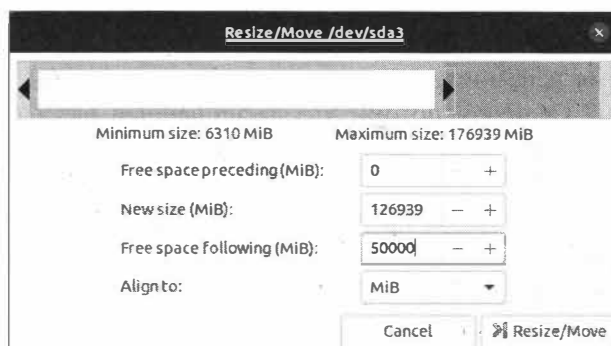 Resize/Move /dev/sda3
Minimum size: 6310 MiB Maximum size: 176939 MiB
Free space preceding (MiB): 0 +
New size (MiB): 126939 − +
Free space following (MiB): 50000 − +
Align to: MiB
Cancel Resize/Move